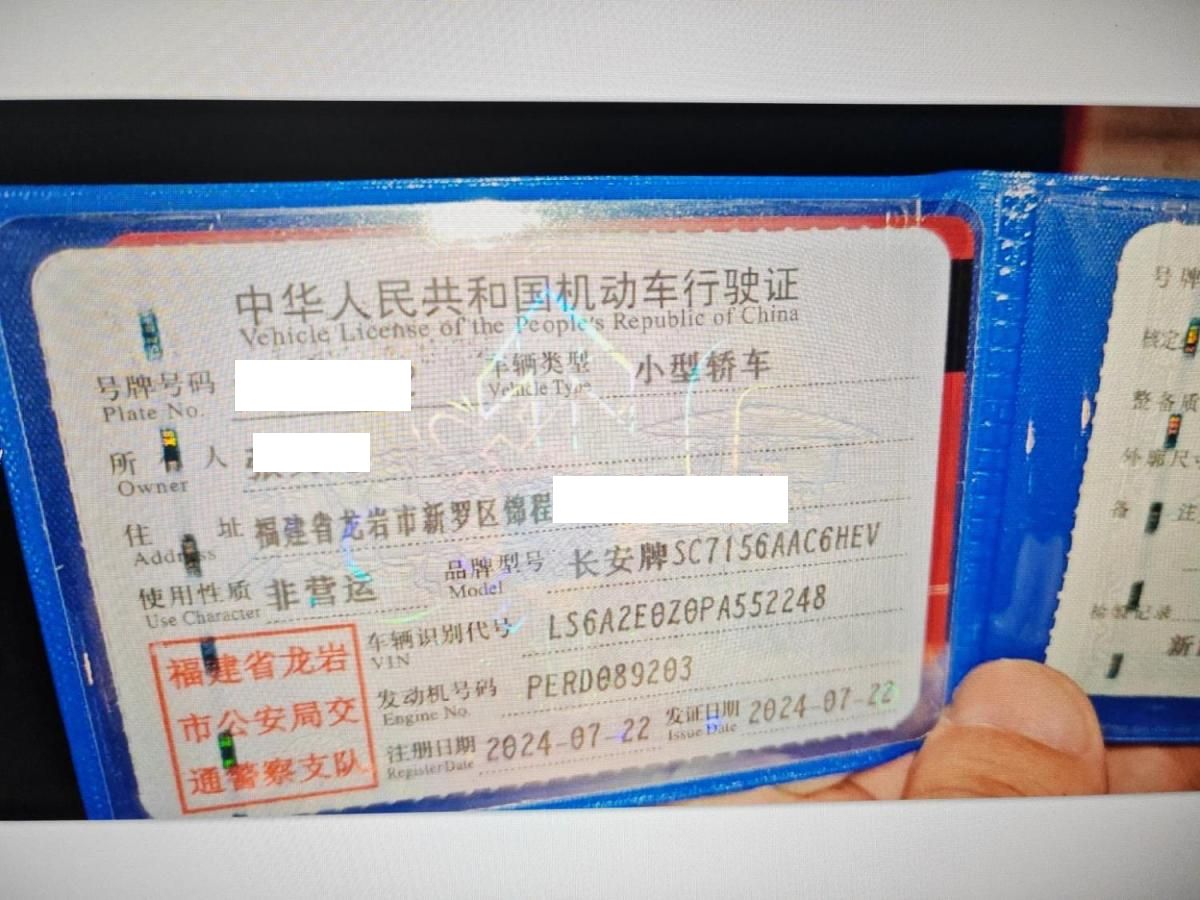 中华人民共和国机动车行驶证
Vehicle License of the People's Republic of China
号牌号码
Plate No.
车辆类型 小型轿车
Vehicle Type
所 有 人
Owner
住 址 福建省龙岩市新罗区锦程
Address
使用性质 非营运
Use Character
品牌型号 长安牌SC7156AAC6HEV
Model
车辆识别代号 LS6A2E0Z0PA552248
VIN
发动机号码 PERD089203
Engine No.
注册日期 2024-07-22
Register Date
发证日期 2024-07-22
Issue Date
福建省龙岩
市公安局交
通警察支队
号牌
核定
整备质
外廓尺寸
备 注
检验记录